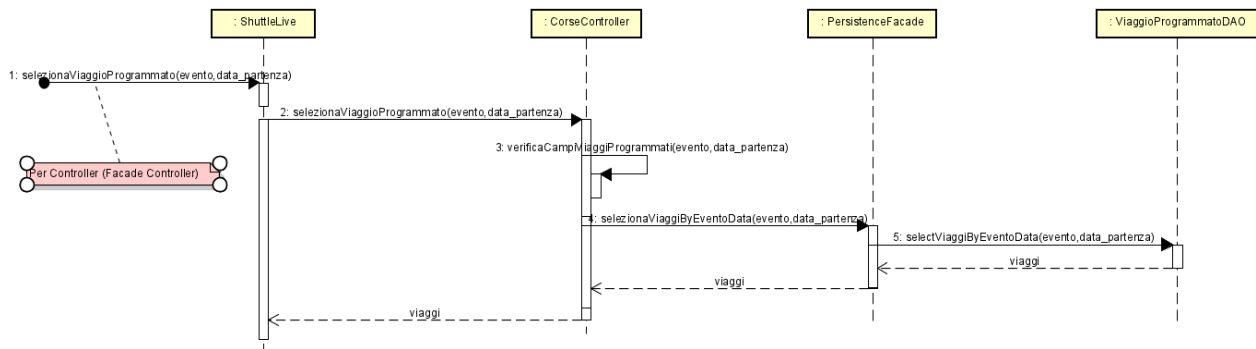 : ShuttleLive
: CorseController
: PersistenceFacade
: ViaggioProgrammatoDAO
1: selezionaViaggioProgrammato(evento,data_partenza)
2: selezionaViaggioProgrammato(evento,data_partenza)
3: verificaCampiViaggiProgrammati(evento,data_partenza)
Per Controller (Facade Controller)
4: selezionaViaggiByEventoData(evento,data_partenza)
5: selectViaggiByEventoData(evento,data_partenza)
viaggi
viaggi
viaggi